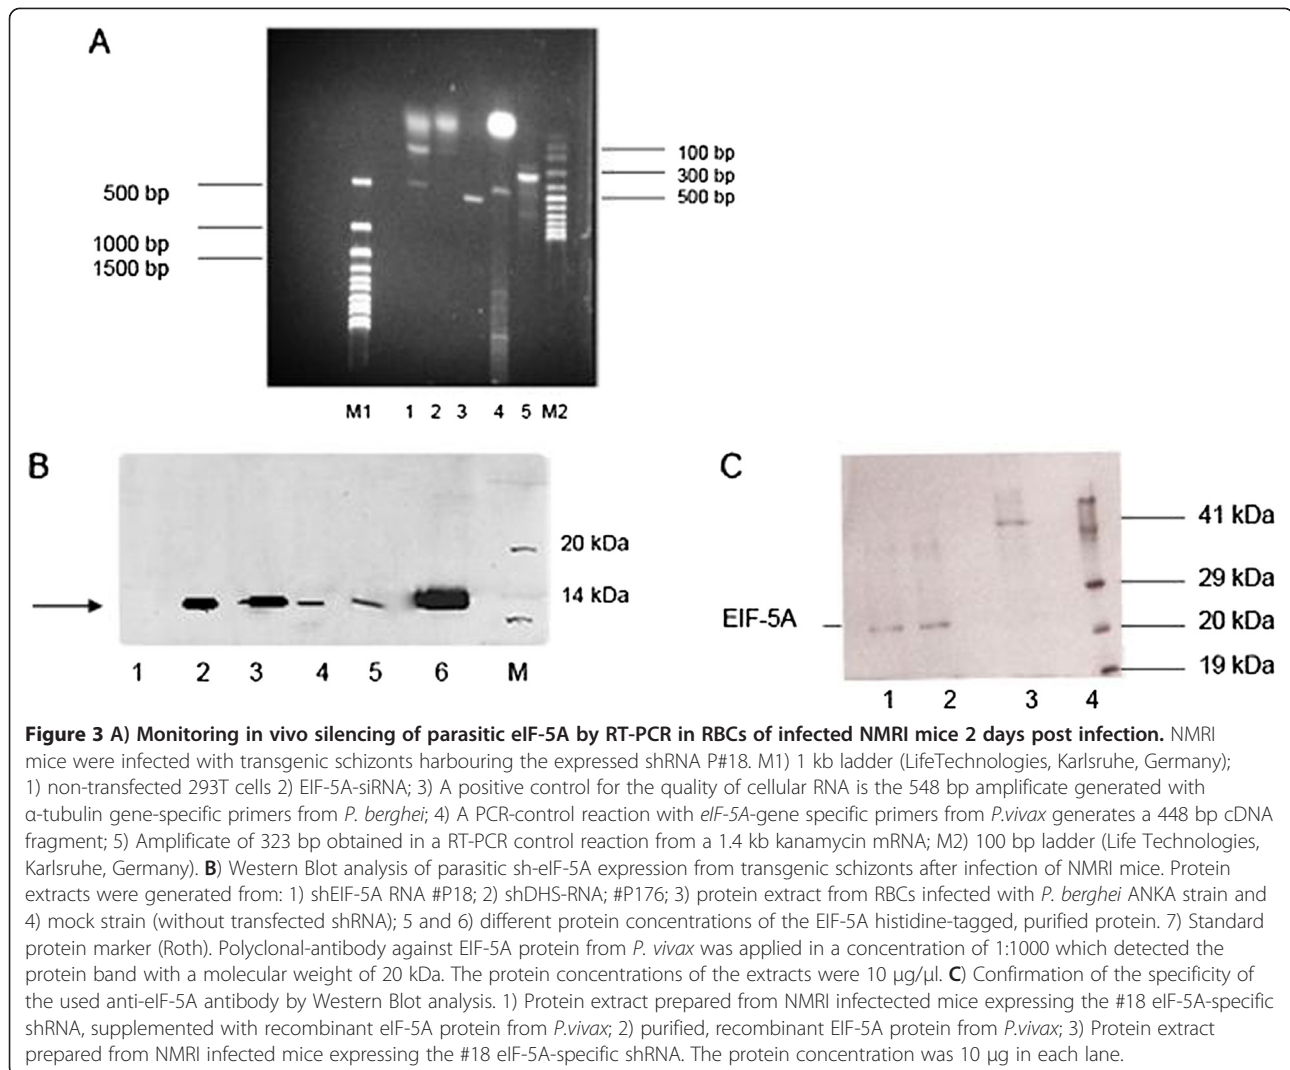 A
500 bp
1000 bp
1500 bp
100 bp
300 bp
500 bp
M1 1 2 3 4 5 M2
B
20 kDa
14 kDa
1 2 3 4 5 6 M
C
EIF-5A
41 kDa
29 kDa
20 kDa
19 kDa
1 2 3 4
Figure 3 A) Monitoring in vivo silencing of parasitic eIF-5A by RT-PCR in RBCs of infected NMRI mice 2 days post infection. NMRI
mice were infected with transgenic schizonts harbouring the expressed shRNA P#18. M1) 1 kb ladder (LifeTechnologies, Karlsruhe, Germany);
1) non-transfected 293T cells 2) EIF-5A-siRNA; 3) A positive control for the quality of cellular RNA is the 548 bp amplificate generated with
α-tubulin gene-specific primers from P. berghei; 4) A PCR-control reaction with eIF-5A-gene specific primers from P.vivax generates a 448 bp cDNA
fragment; 5) Amplificate of 323 bp obtained in a RT-PCR control reaction from a 1.4 kb kanamycin mRNA; M2) 100 bp ladder (Life Technologies,
Karlsruhe, Germany). B) Western Blot analysis of parasitic sh-eIF-5A expression from transgenic schizonts after infection of NMRI mice. Protein
extracts were generated from: 1) shEIF-5A RNA #P18; 2) shDHS-RNA; #P176; 3) protein extract from RBCs infected with P. berghei ANKA strain and
4) mock strain (without transfected shRNA); 5 and 6) different protein concentrations of the EIF-5A histidine-tagged, purified protein. 7) Standard
protein marker (Roth). Polyclonal-antibody against EIF-5A protein from P. vivax was applied in a concentration of 1:1000 which detected the
protein band with a molecular weight of 20 kDa. The protein concentrations of the extracts were 10 μg/μl. C) Confirmation of the specificity of
the used anti-eIF-5A antibody by Western Blot analysis. 1) Protein extract prepared from NMRI infectected mice expressing the #18 eIF-5A-specific
shRNA, supplemented with recombinant eIF-5A protein from P.vivax; 2) purified, recombinant EIF-5A protein from P.vivax; 3) Protein extract
prepared from NMRI infected mice expressing the #18 eIF-5A-specific shRNA. The protein concentration was 10 μg in each lane.